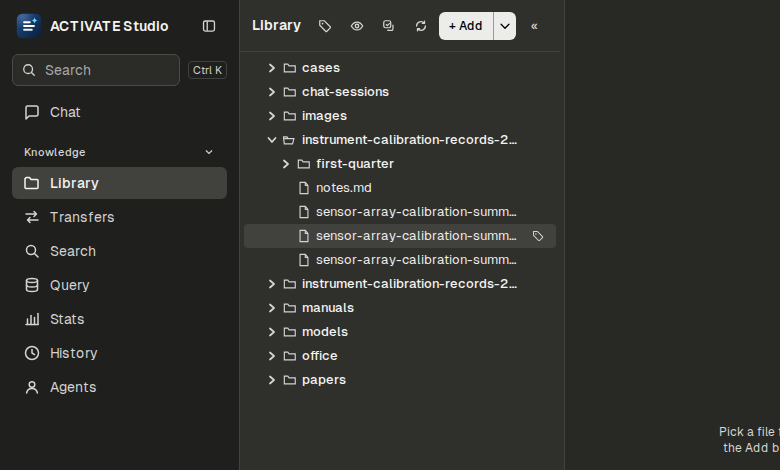 ACTIVATE Studio
Search
Ctrl K
Chat
Knowledge
Library
Transfers
Search
Query
Stats
History
Agents
Library
+ Add
«
cases
chat-sessions
images
instrument-calibration-records-2...
first-quarter
notes.md
sensor-array-calibration-summ...
sensor-array-calibration-summ...
sensor-array-calibration-summ...
instrument-calibration-records-2...
manuals
models
office
papers
Pick a file
the Add b